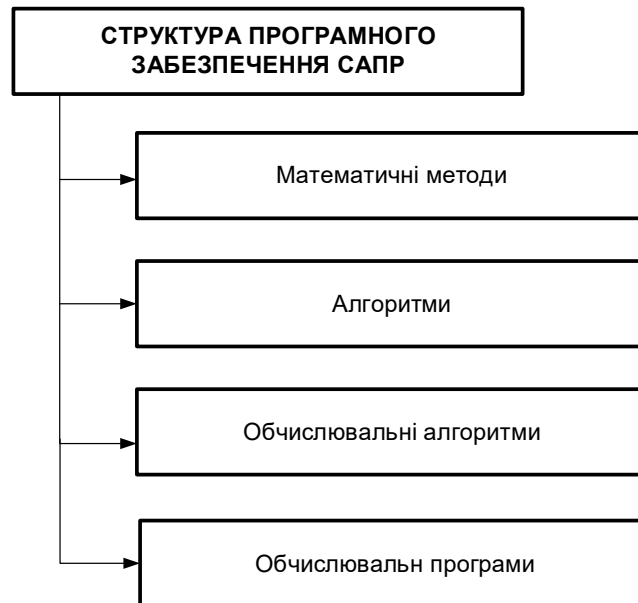 СТРУКТУРА ПРОГРАМНОГО
ЗАБЕЗПЕЧЕННЯ САПР
Математичні методи
Алгоритми
Обчислювальні алгоритми
Обчислювальн програми